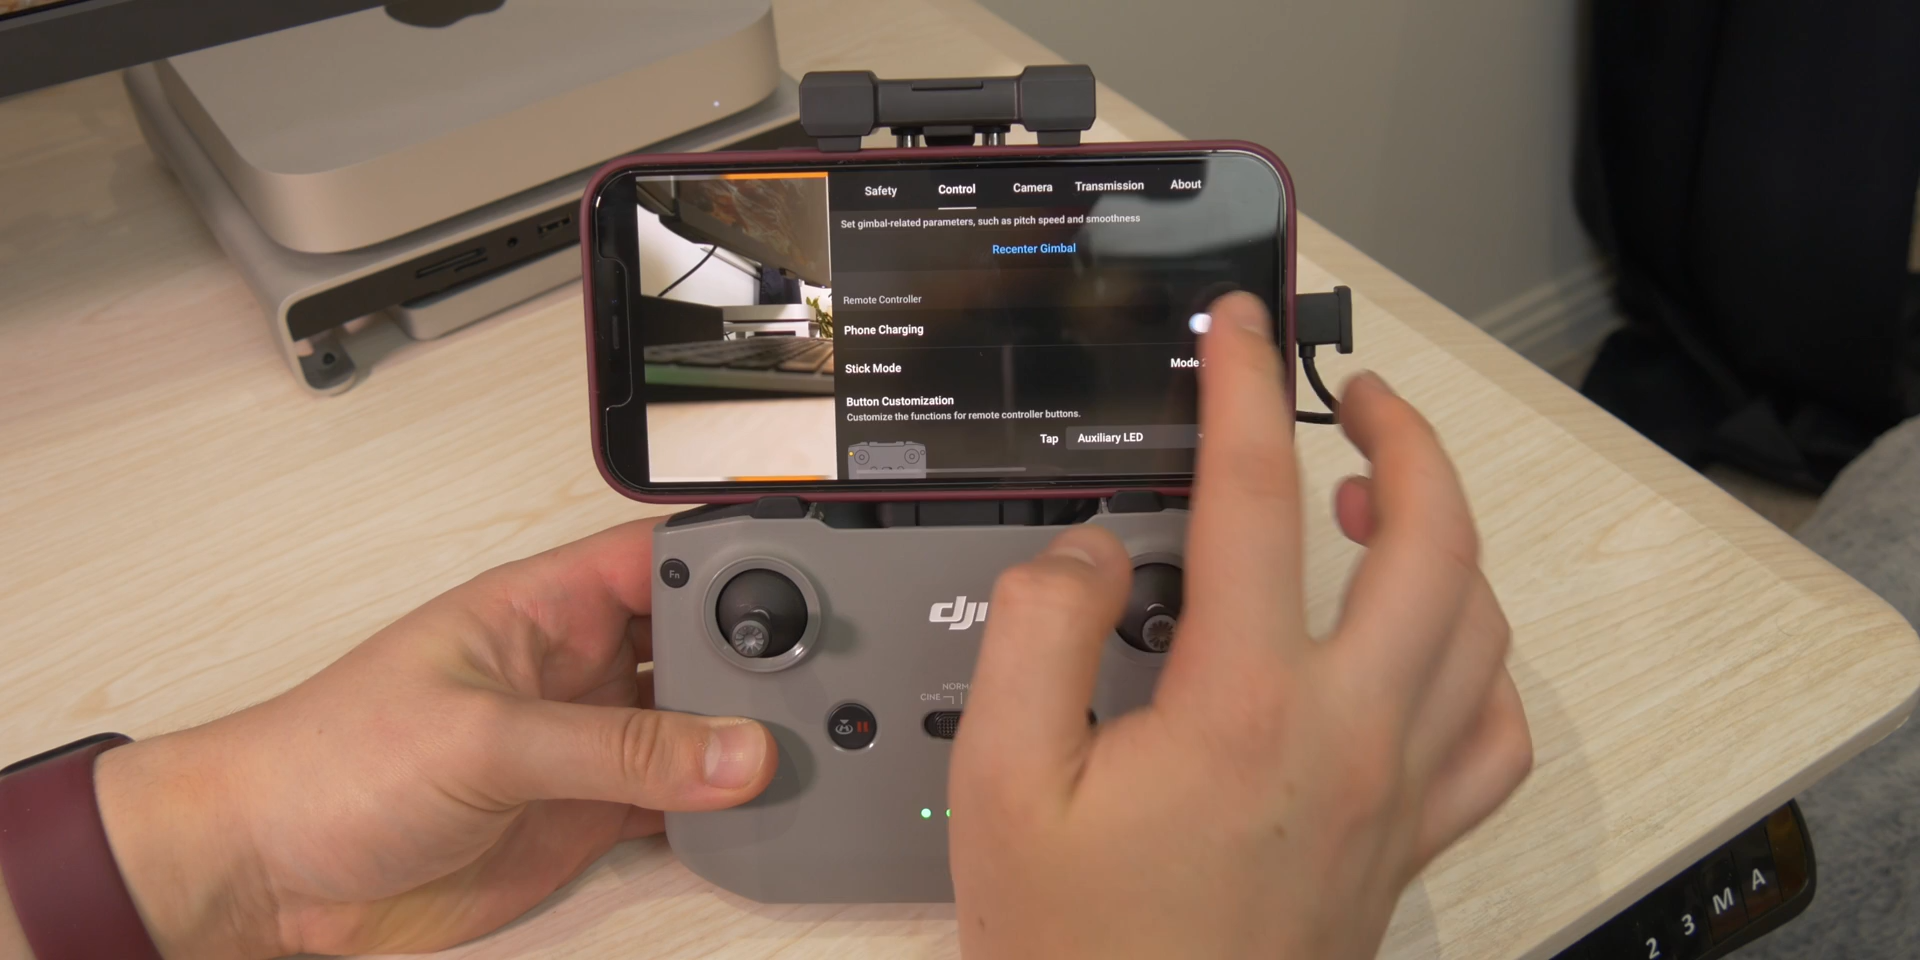 Safety Control Camera Transmission About
Set gimbal-related parameters, such as pitch speed and smoothness
Recenter Gimbal
Remote Controller
Phone Charging
Stick Mode Mode
Button Customization
Customize the functions for remote controller buttons.
Tap Auxiliary LED
Fn
dji
CINE
2 3 M A